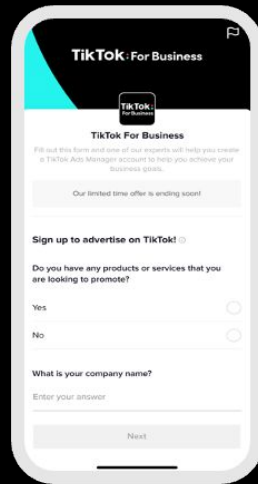 TikTok: For Business
TikTok:
For Business
TikTok For Business
Fill out this form and one of our experts will help you create
a TikTok Ads Manager account to help you achieve your
business goals.
Our limited time offer is ending soon!
Sign up to advertise on TikTok!
Do you have any products or services that you
are looking to promote?
Yes
No
What is your company name?
Enter your answer
Next